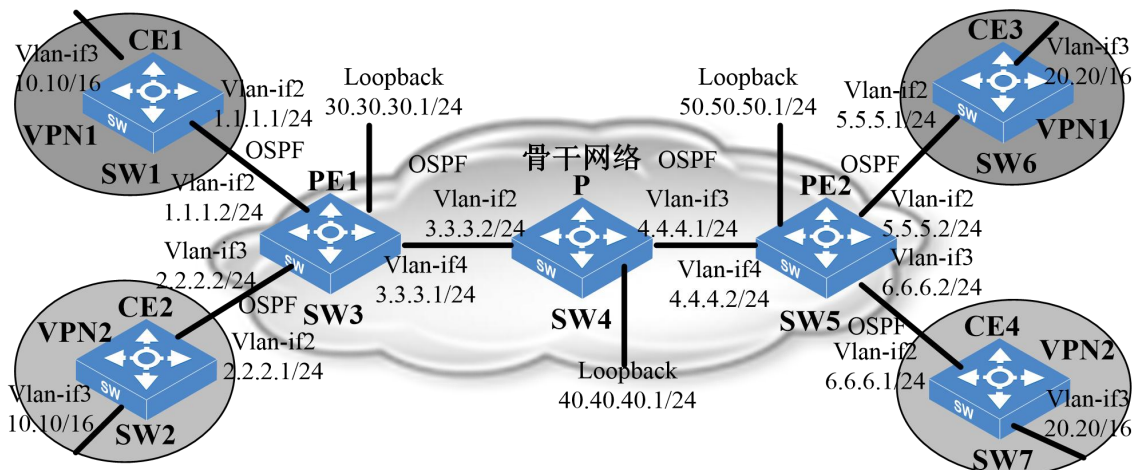 Vlan-if3
10.10/16
CE1
Vlan-if2
1.1.1.1/24
VPN1
SW
SW1
OSPF
Vlan-if2
1.1.1.2/24
Loopback
30.30.30.1/24
PE1
OSPF
Vlan-if2
3.3.3.2/24
SW
Vlan-if4
3.3.3.1/24
SW3
Vlan-if3
2.2.2.2/24
OSPF
CE2
VPN2
Vlan-if2
2.2.2.1/24
SW
Vlan-if3
10.10/16
SW2
骨干网络
P
SW
SW4
Loopback
40.40.40.1/24
OSPF
Vlan-if3
4.4.4.1/24
Loopback
50.50.50.1/24
PE2
SW
Vlan-if4
4.4.4.2/24
SW5
CE3
Vlan-if3
20.20/16
Vlan-if2
5.5.5.1/24
SW
VPN1
SW6
OSPF
Vlan-if2
5.5.5.2/24
Vlan-if3
6.6.6.2/24
OSPF
Vlan-if2
6.6.6.1/24
CE4
VPN2
SW
Vlan-if3
20.20/16
SW7